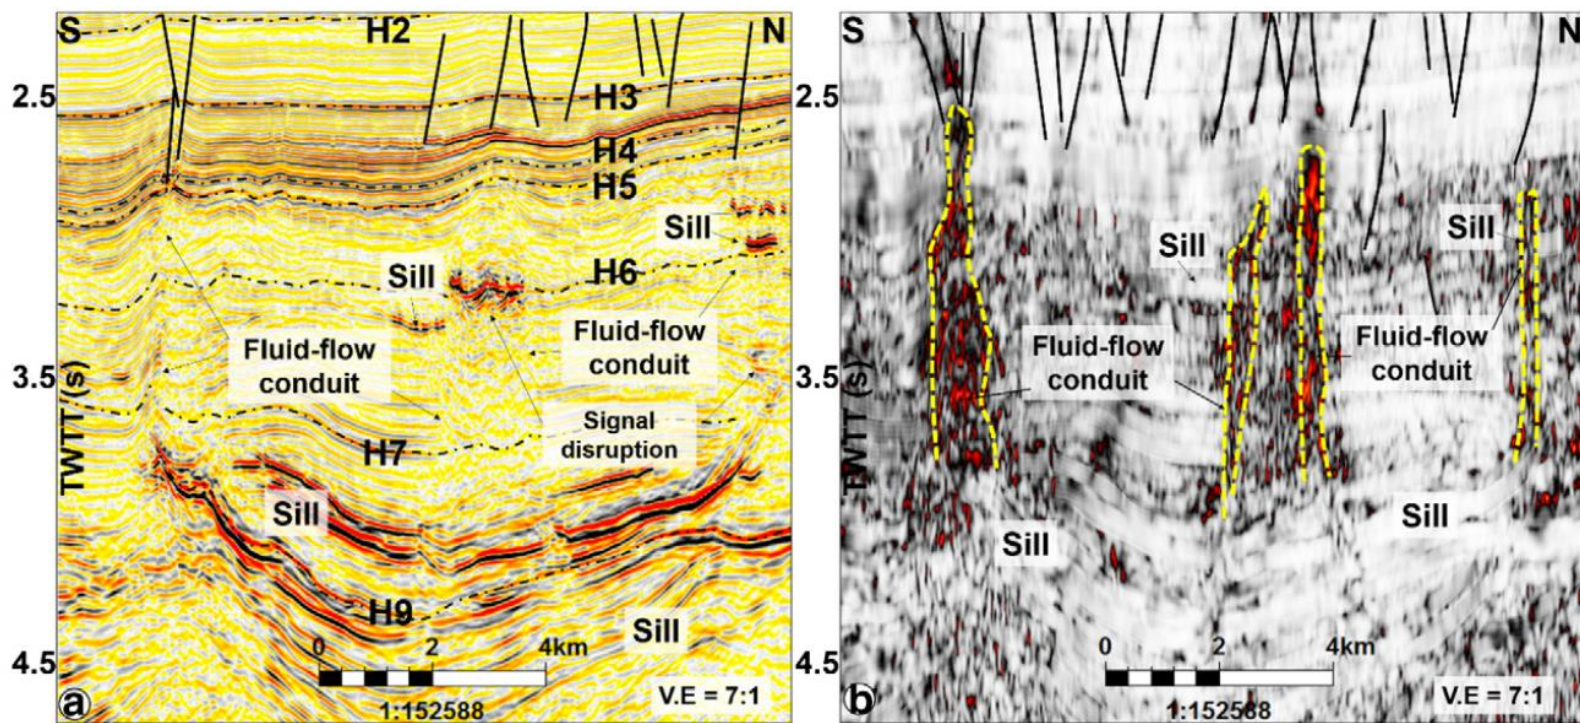 S
H2
N
2.5
H3
H4
H5
Sill
Sill
H6
Fluid-flow
conduit
Fluid-flow
conduit
3.5
TWTT (s)
Signal
disruption
H7
Sill
H9
Sill
0
2
4km
4.5
a
1:152588
V.E = 7:1
S
N
2.5
Sill
Sill
Fluid-flow
conduit
Fluid-flow
conduit
3.5
TWTT (s)
Sill
Sill
0
2
4km
4.5
b
1:152588
V.E = 7:1